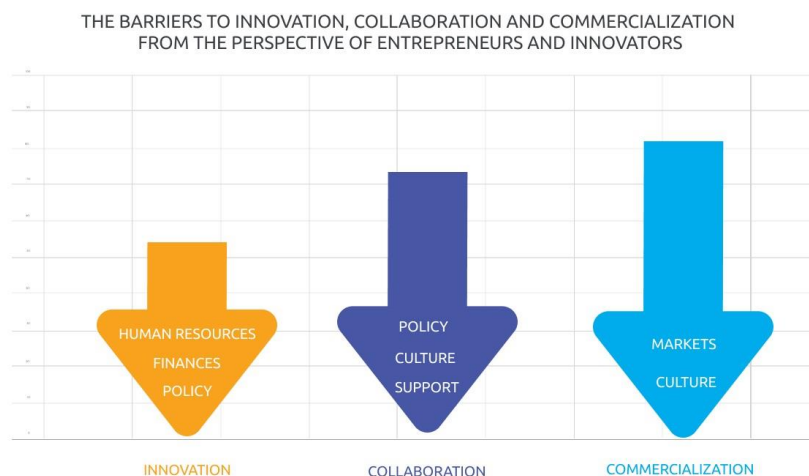 THE BARRIERS TO INNOVATION, COLLABORATION AND COMMERCIALIZATION
FROM THE PERSPECTIVE OF ENTREPRENEURS AND INNOVATORS
HUMAN RESOURCES
FINANCES
POLICY
POLICY
CULTURE
SUPPORT
MARKETS
CULTURE
INNOVATION
COLLABORATION
COMMERCIALIZATION